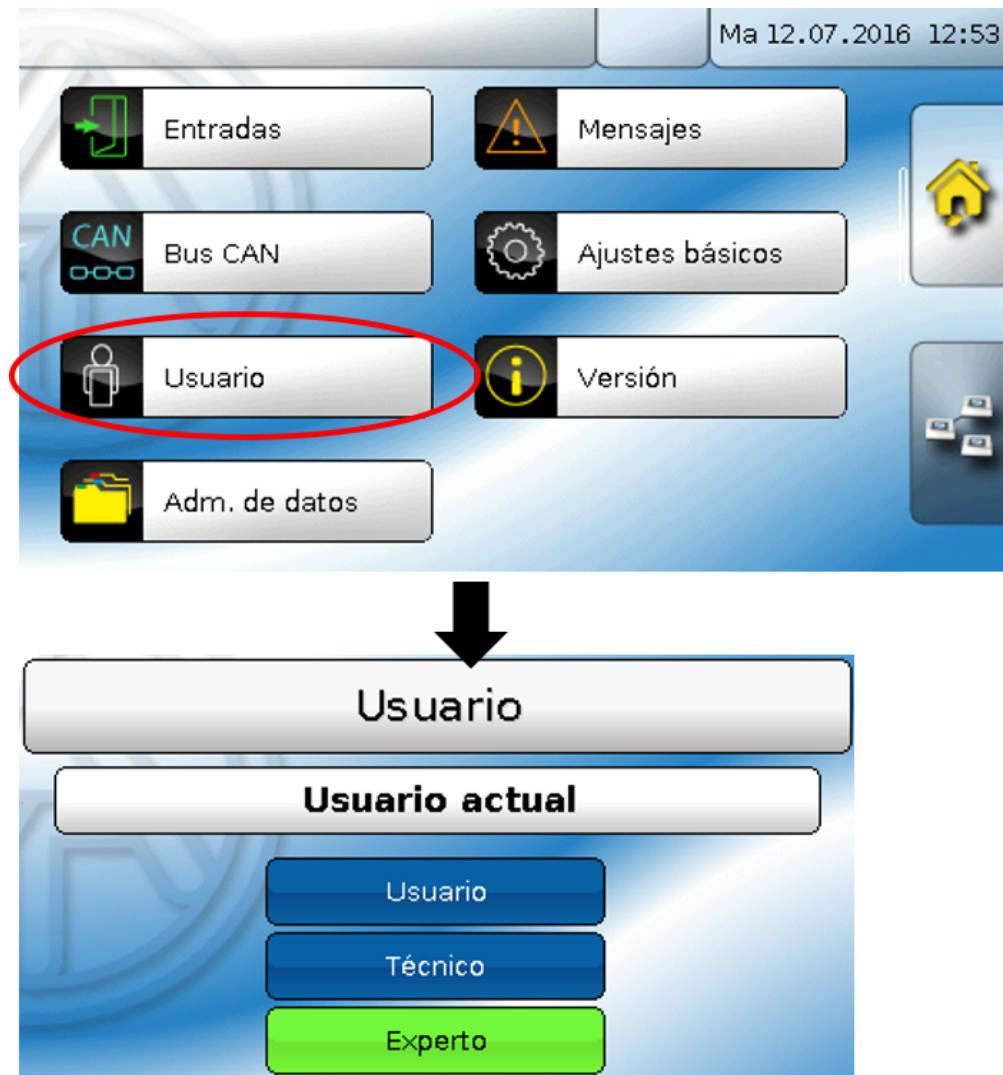 Ma 12.07.2016 12:53
Entradas
Mensajes
CAN
Bus CAN
Ajustes básicos
Usuario
Versión
Adm. de datos
Usuario
Usuario actual
Usuario
Técnico
Experto